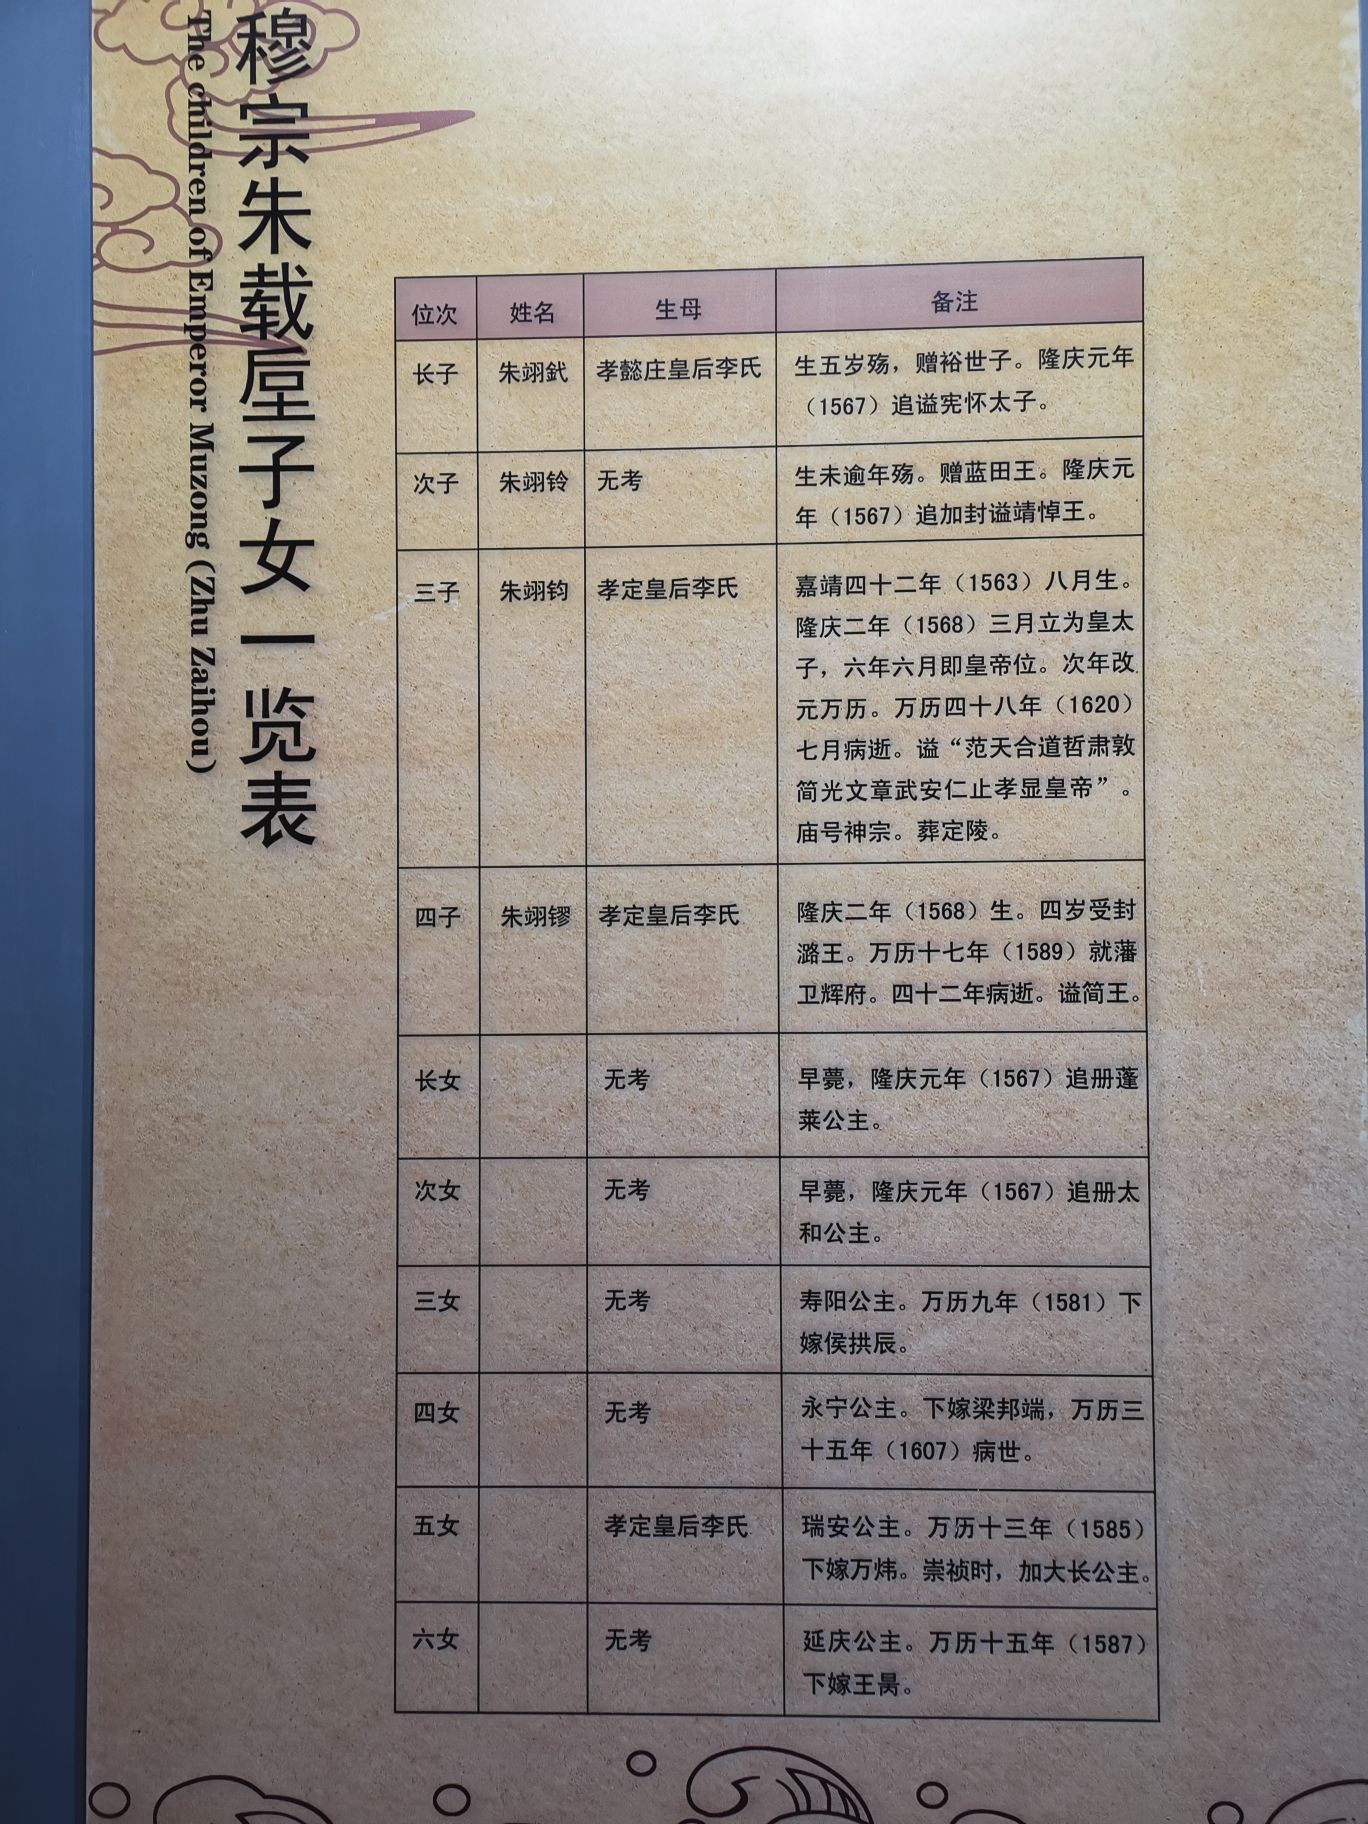 穆宗朱载垕子女一览表
The children of Emperor Muzong (Zhu Zaihou)
位次 姓名 生母 备注
长子 朱翊釴 孝懿庄皇后李氏 生五岁殇，赠裕世子。隆庆元年
（1567）追谥宪怀太子。
次子 朱翊铃 无考 生未逾年殇。赠蓝田王。隆庆元
年（1567）追加封谥靖悼王。
三子 朱翊钧 孝定皇后李氏 嘉靖四十二年（1563）八月生。
隆庆二年（1568）三月立为皇太
子，六年六月即皇帝位。次年改
元万历。万历四十八年（1620）
七月病逝。谥“范天合道哲肃敦
简光文章武安仁止孝显皇帝”。
庙号神宗。葬定陵。
四子 朱翊镠 孝定皇后李氏 隆庆二年（1568）生。四岁受封
潞王。万历十七年（1589）就藩
卫辉府。四十二年病逝。谥简王。
长女 无考 早薨，隆庆元年（1567）追册蓬
莱公主。
次女 无考 早薨，隆庆元年（1567）追册太
和公主。
三女 无考 寿阳公主。万历九年（1581）下
嫁侯拱辰。
四女 无考 永宁公主。下嫁梁邦端，万历三
十五年（1607）病世。
五女 孝定皇后李氏 瑞安公主。万历十三年（1585）
下嫁万炜。崇祯时，加大长公主。
六女 无考 延庆公主。万历十五年（1587）
下嫁王昺。